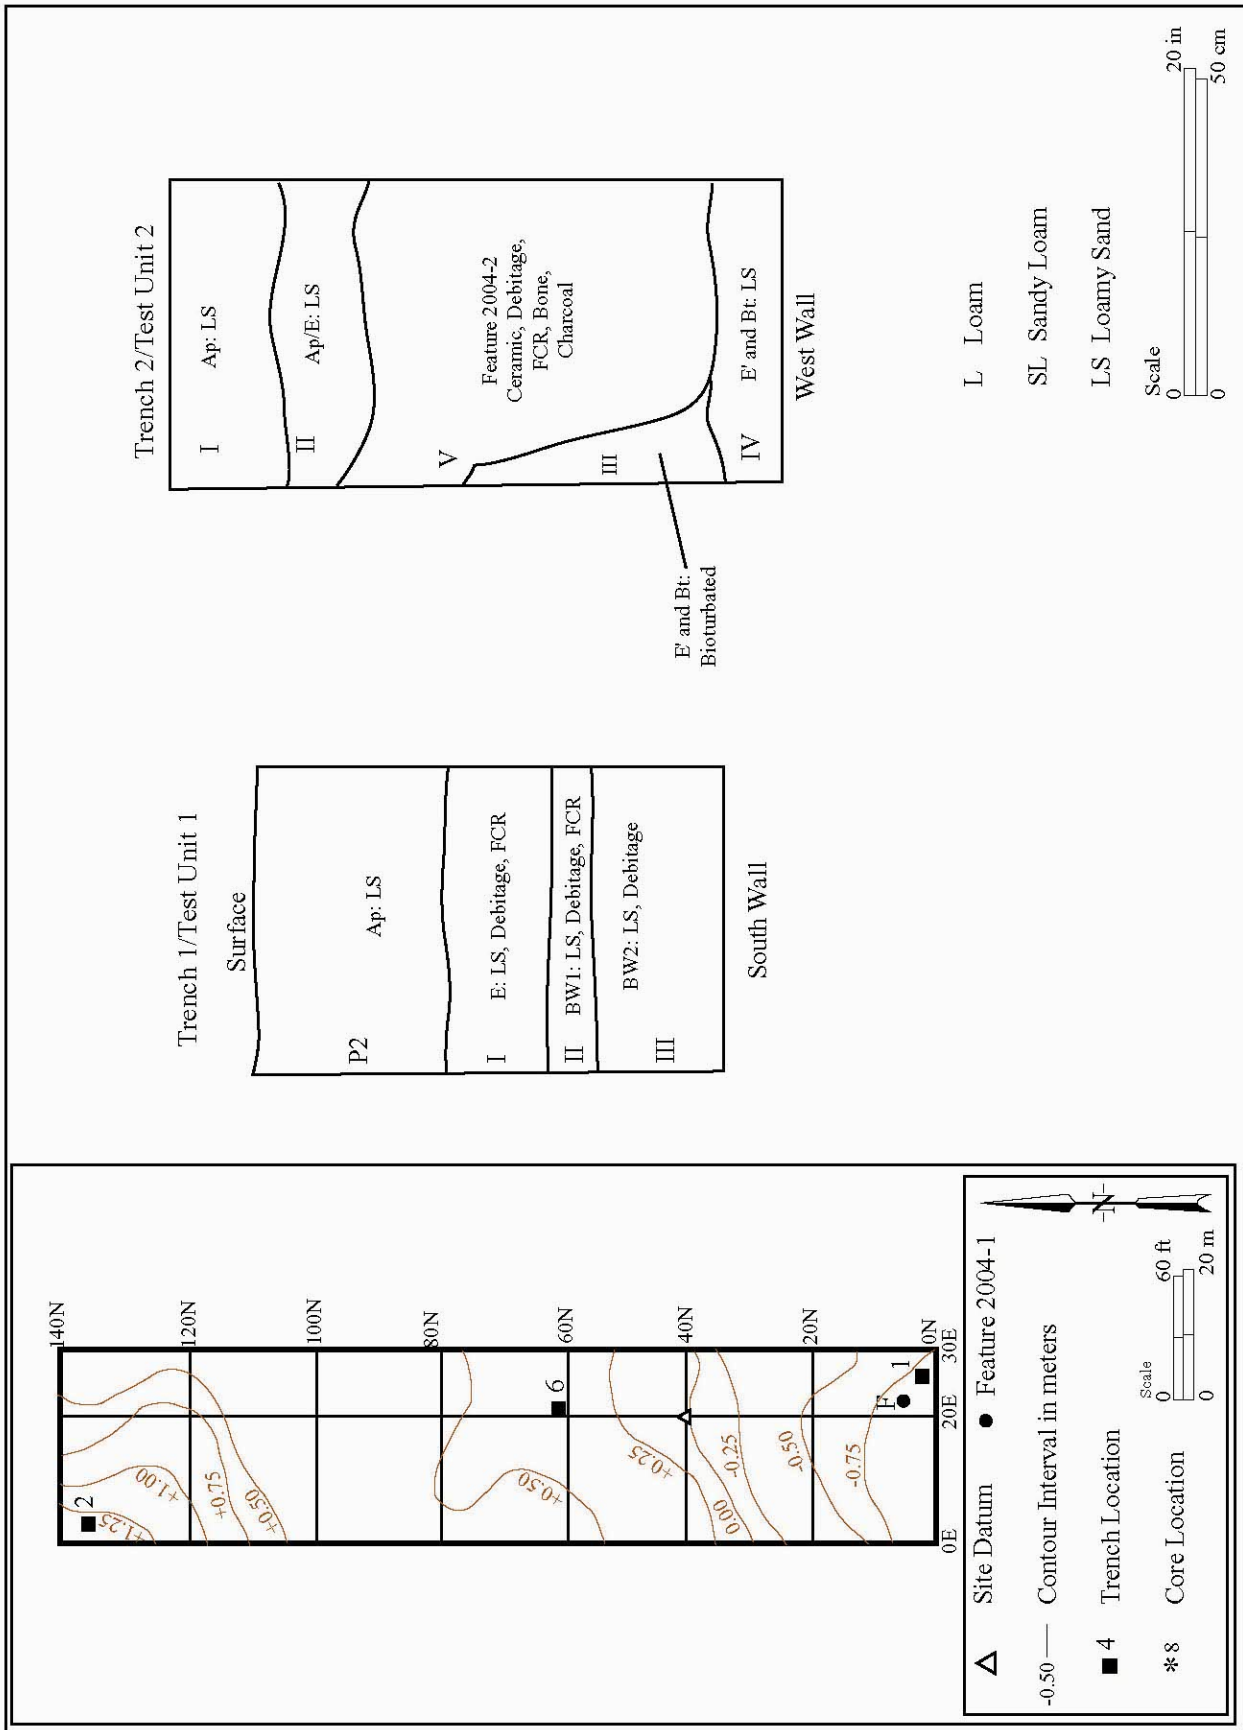 140N
120N
100N
80N
60N
40N
20N
0N
0E
20E
30E
2
6
1
F
+1.25
+1.00
+0.75
+0.50
+0.50
+0.25
0.00
-0.25
-0.50
-0.75
Site Datum
Feature 2004-1
-0.50
Contour Interval in meters
4
Trench Location
*8
Core Location
Scale
0
60 ft
0
20 m
-N-
Trench 1/Test Unit 1
Surface
P2
Ap: LS
I
E: LS, Debitage, FCR
II
BW1: LS, Debitage, FCR
III
BW2: LS, Debitage
South Wall
Trench 2/Test Unit 2
I
Ap: LS
II
Ap/E: LS
V
Feature 2004-2
Ceramic, Debitage,
FCR, Bone,
Charcoal
III
E' and Bt:
Bioturbated
IV
E' and Bt: LS
West Wall
L Loam
SL Sandy Loam
LS Loamy Sand
Scale
0
20 in
0
50 cm